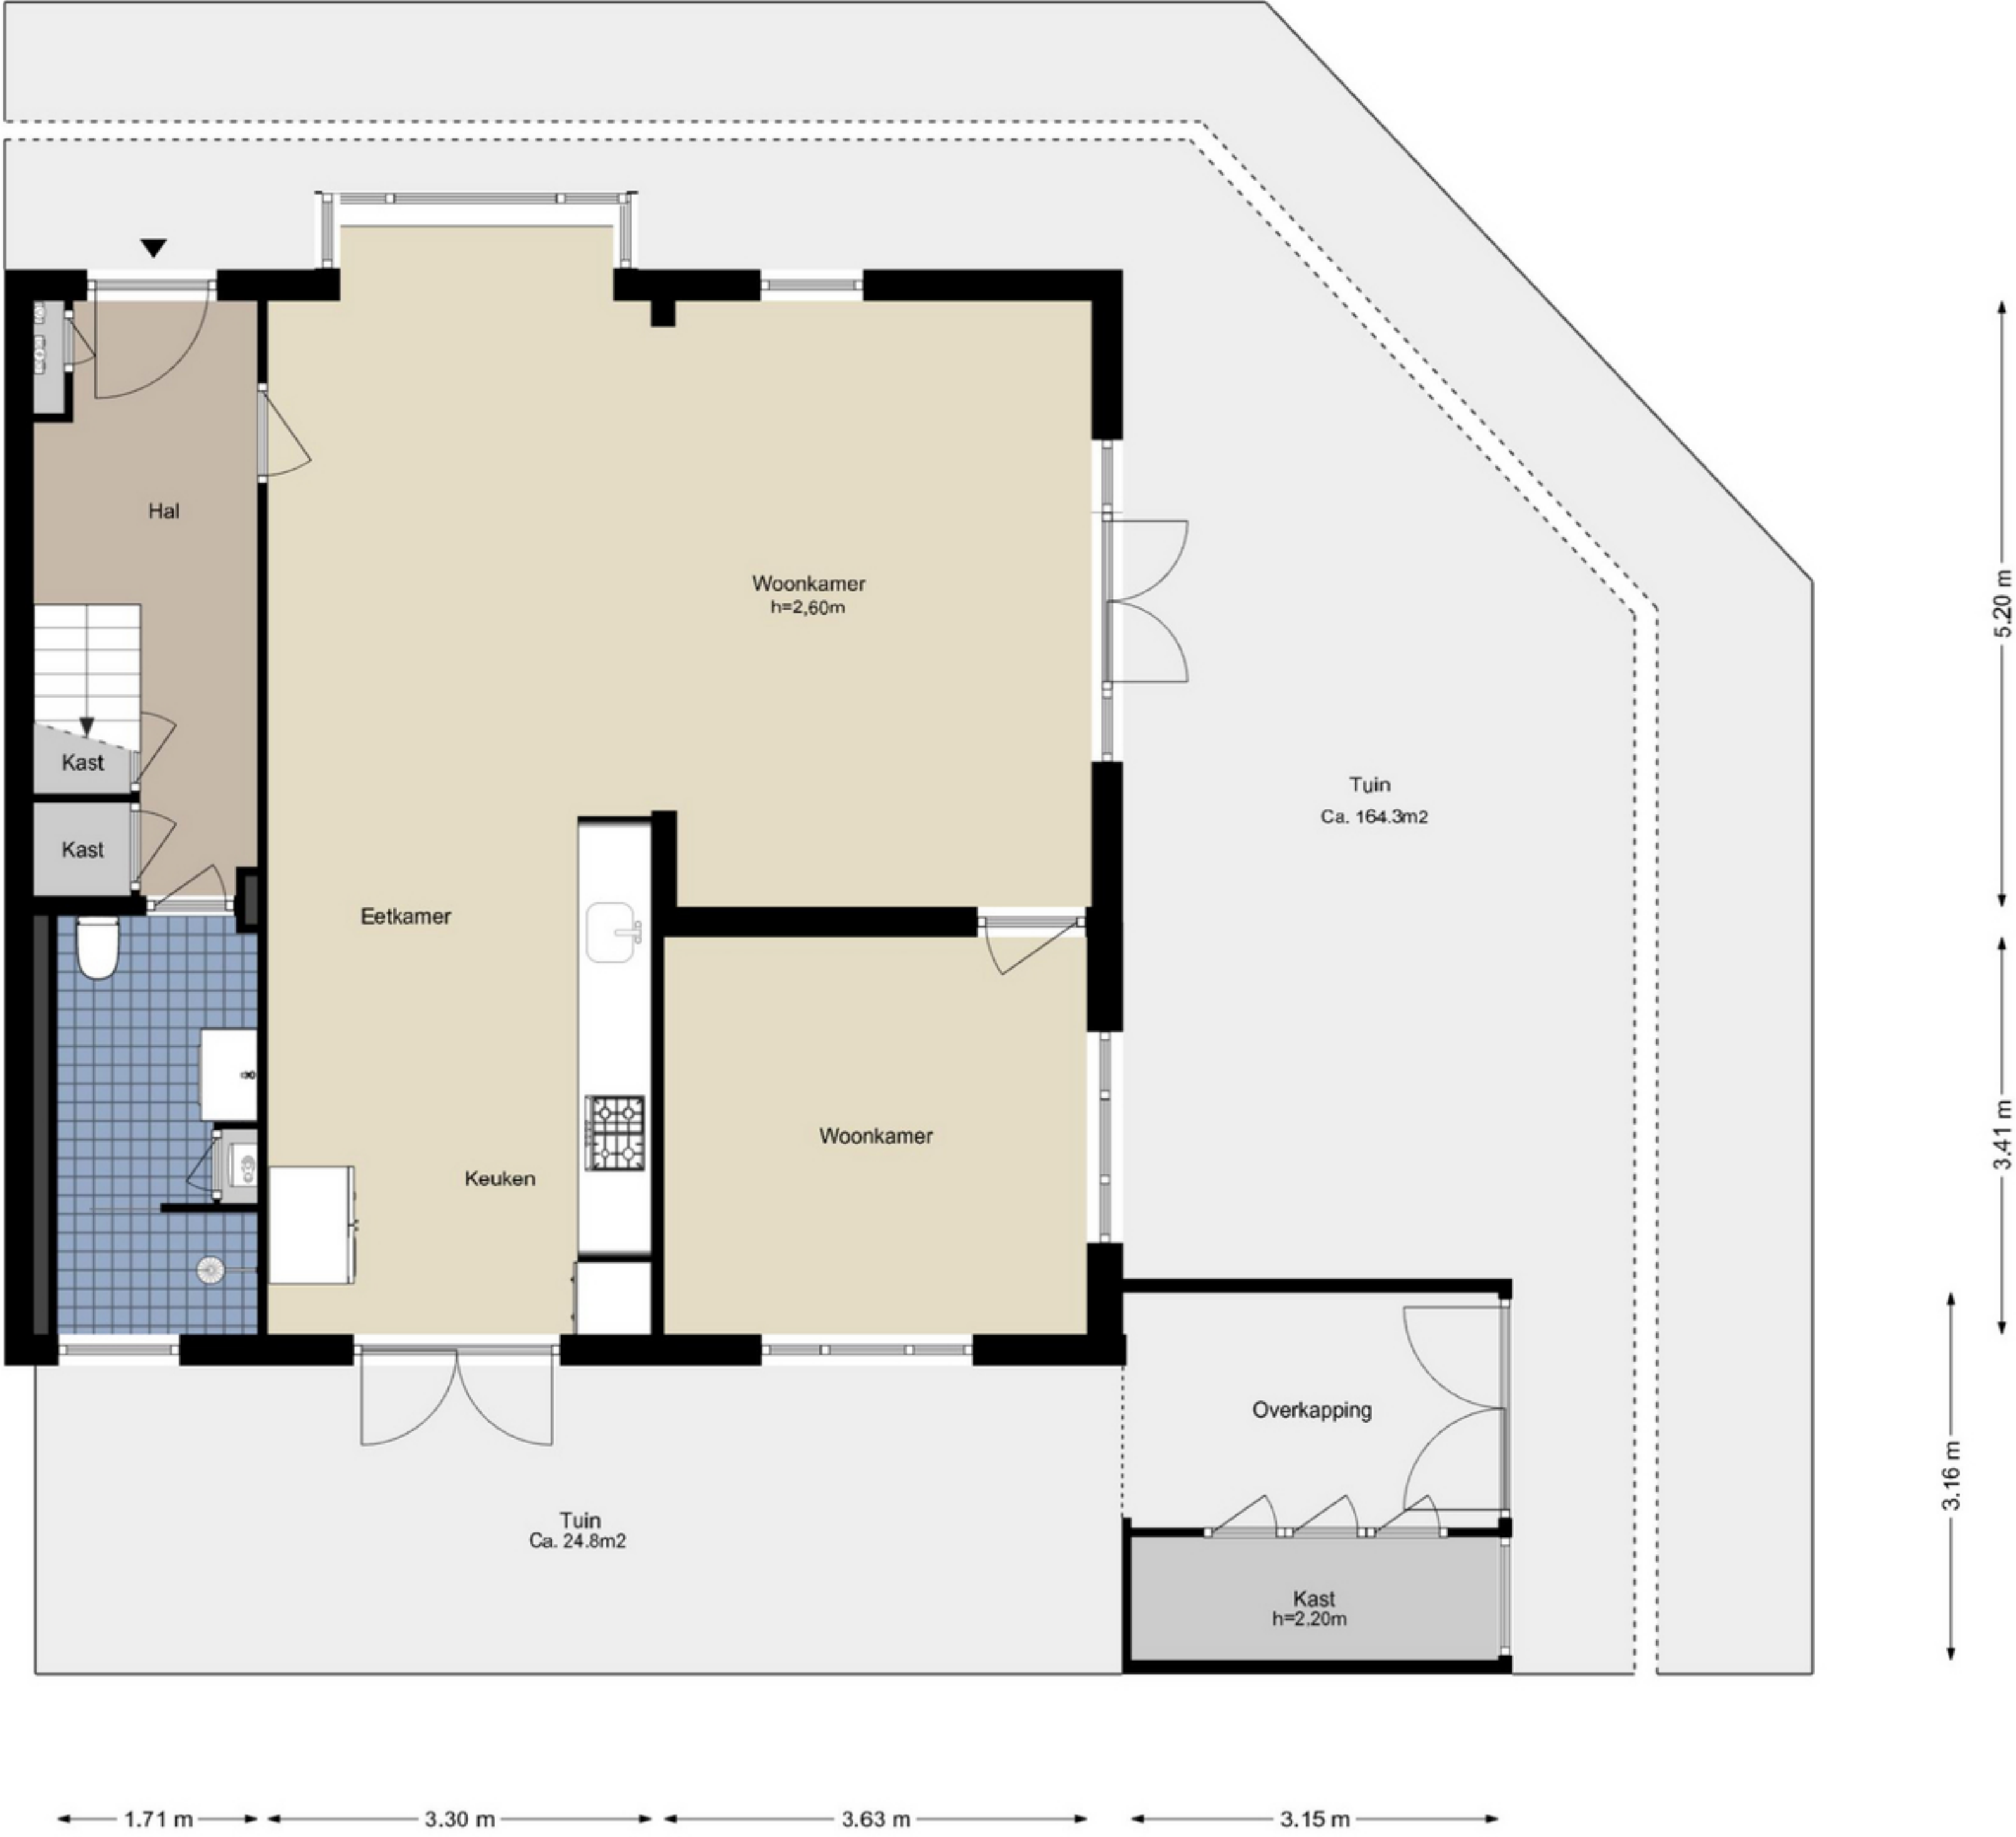 Hal
Woonkamer
h=2,60m
Kast
Kast
Eetkamer
Keuken
Woonkamer
Tuin
Ca. 164.3m2
Overkapping
Tuin
Ca. 24.8m2
Kast
h=2.20m
5.20 m
3.41 m
3.16 m
1.71 m
3.30 m
3.63 m
3.15 m